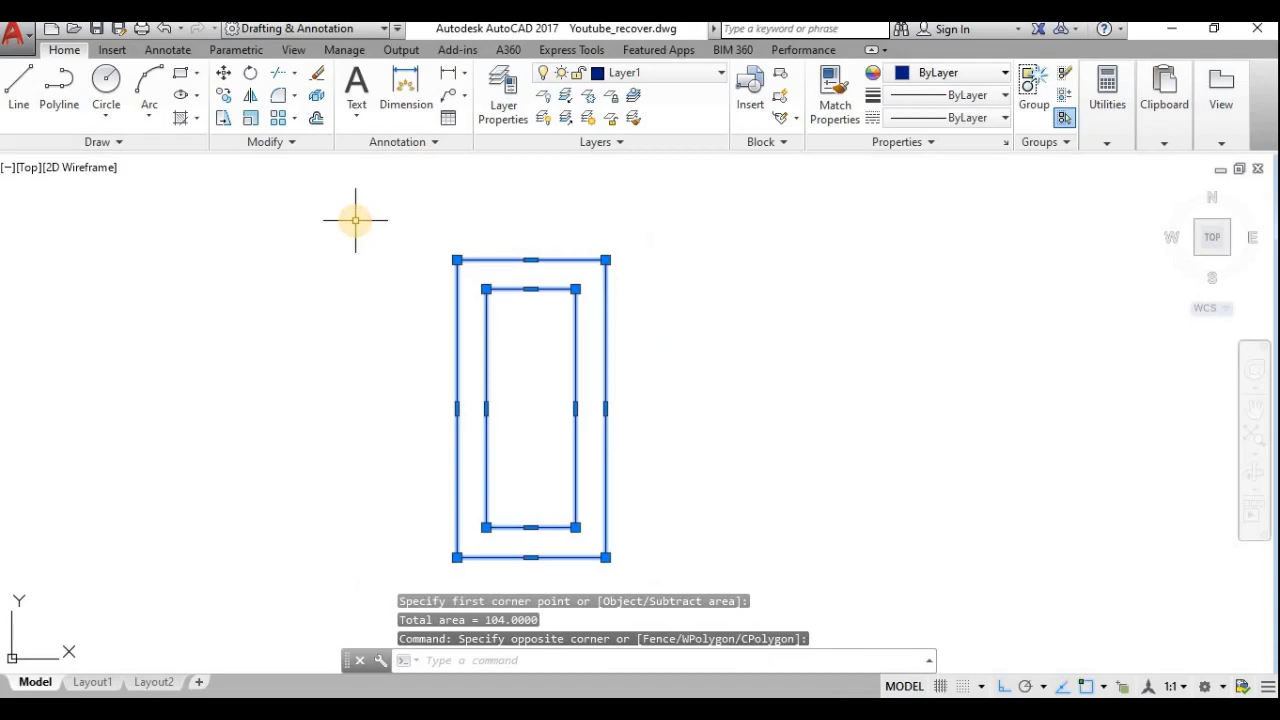 Drafting & Annotation
Autodesk AutoCAD 2017 Youtube_recover.dwg
Type a keyword or phrase
Sign In
Home Insert Annotate Parametric View Manage Output Add-ins A360 Express Tools Featured Apps BIM 360 Performance
Layer1
ByLayer
ByLayer
ByLayer
Line Polyline Circle Arc
Text Dimension
Layer Properties
Insert
Match Properties
Group Utilities Clipboard View
Draw Modify Annotation Layers Block Properties Groups
[−][Top][2D Wireframe]
N
W TOP E
S
WCS
Specify first corner point or [Object/Subtract area]:
Total area = 104.0000
Command: Specify opposite corner or [Fence/WPolygon/CPolygon]:
Type a command
Y
X
Model Layout1 Layout2 +
MODEL 1:1